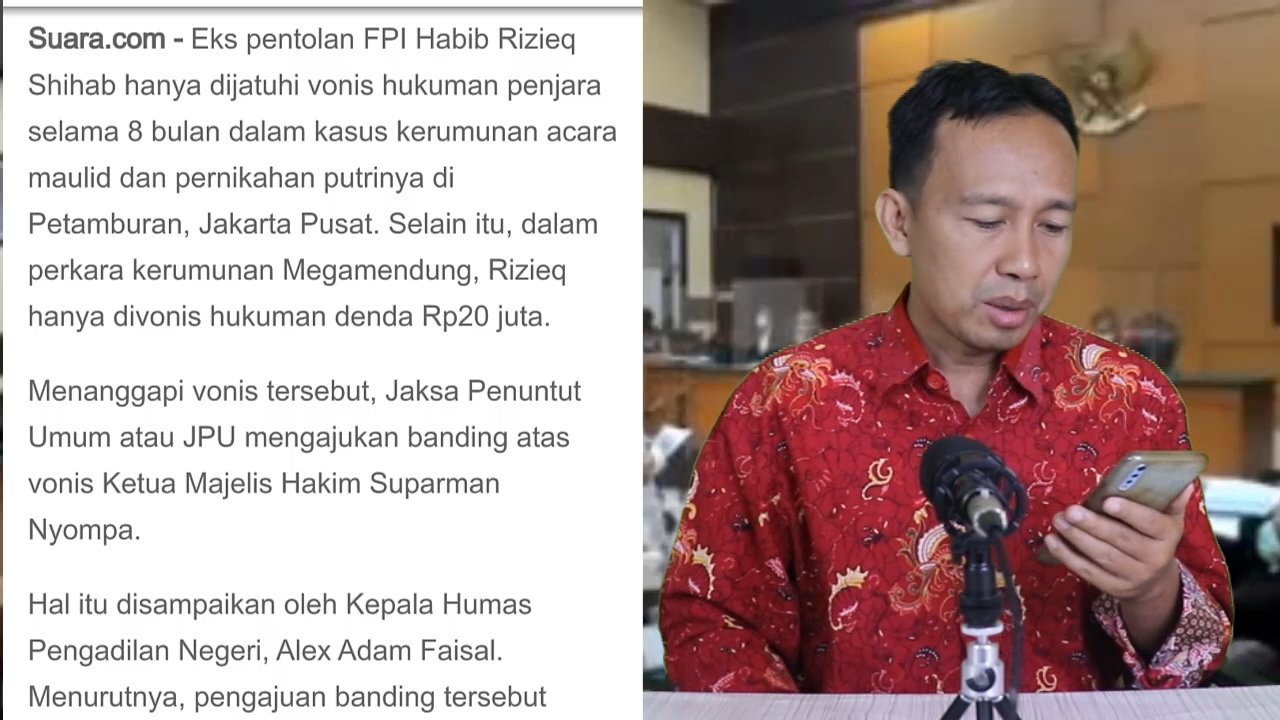 Suara.com - Eks pentolan FPI Habib Rizieq
Shihab hanya dijatuhi vonis hukuman penjara
selama 8 bulan dalam kasus kerumunan acara
maulid dan pernikahan putrinya di
Petamburan, Jakarta Pusat. Selain itu, dalam
perkara kerumunan Megamendung, Rizieq
hanya divonis hukuman denda Rp20 juta.
Menanggapi vonis tersebut, Jaksa Penuntut
Umum atau JPU mengajukan banding atas
vonis Ketua Majelis Hakim Suparman
Nyompa.
Hal itu disampaikan oleh Kepala Humas
Pengadilan Negeri, Alex Adam Faisal.
Menurutnya, pengajuan banding tersebut